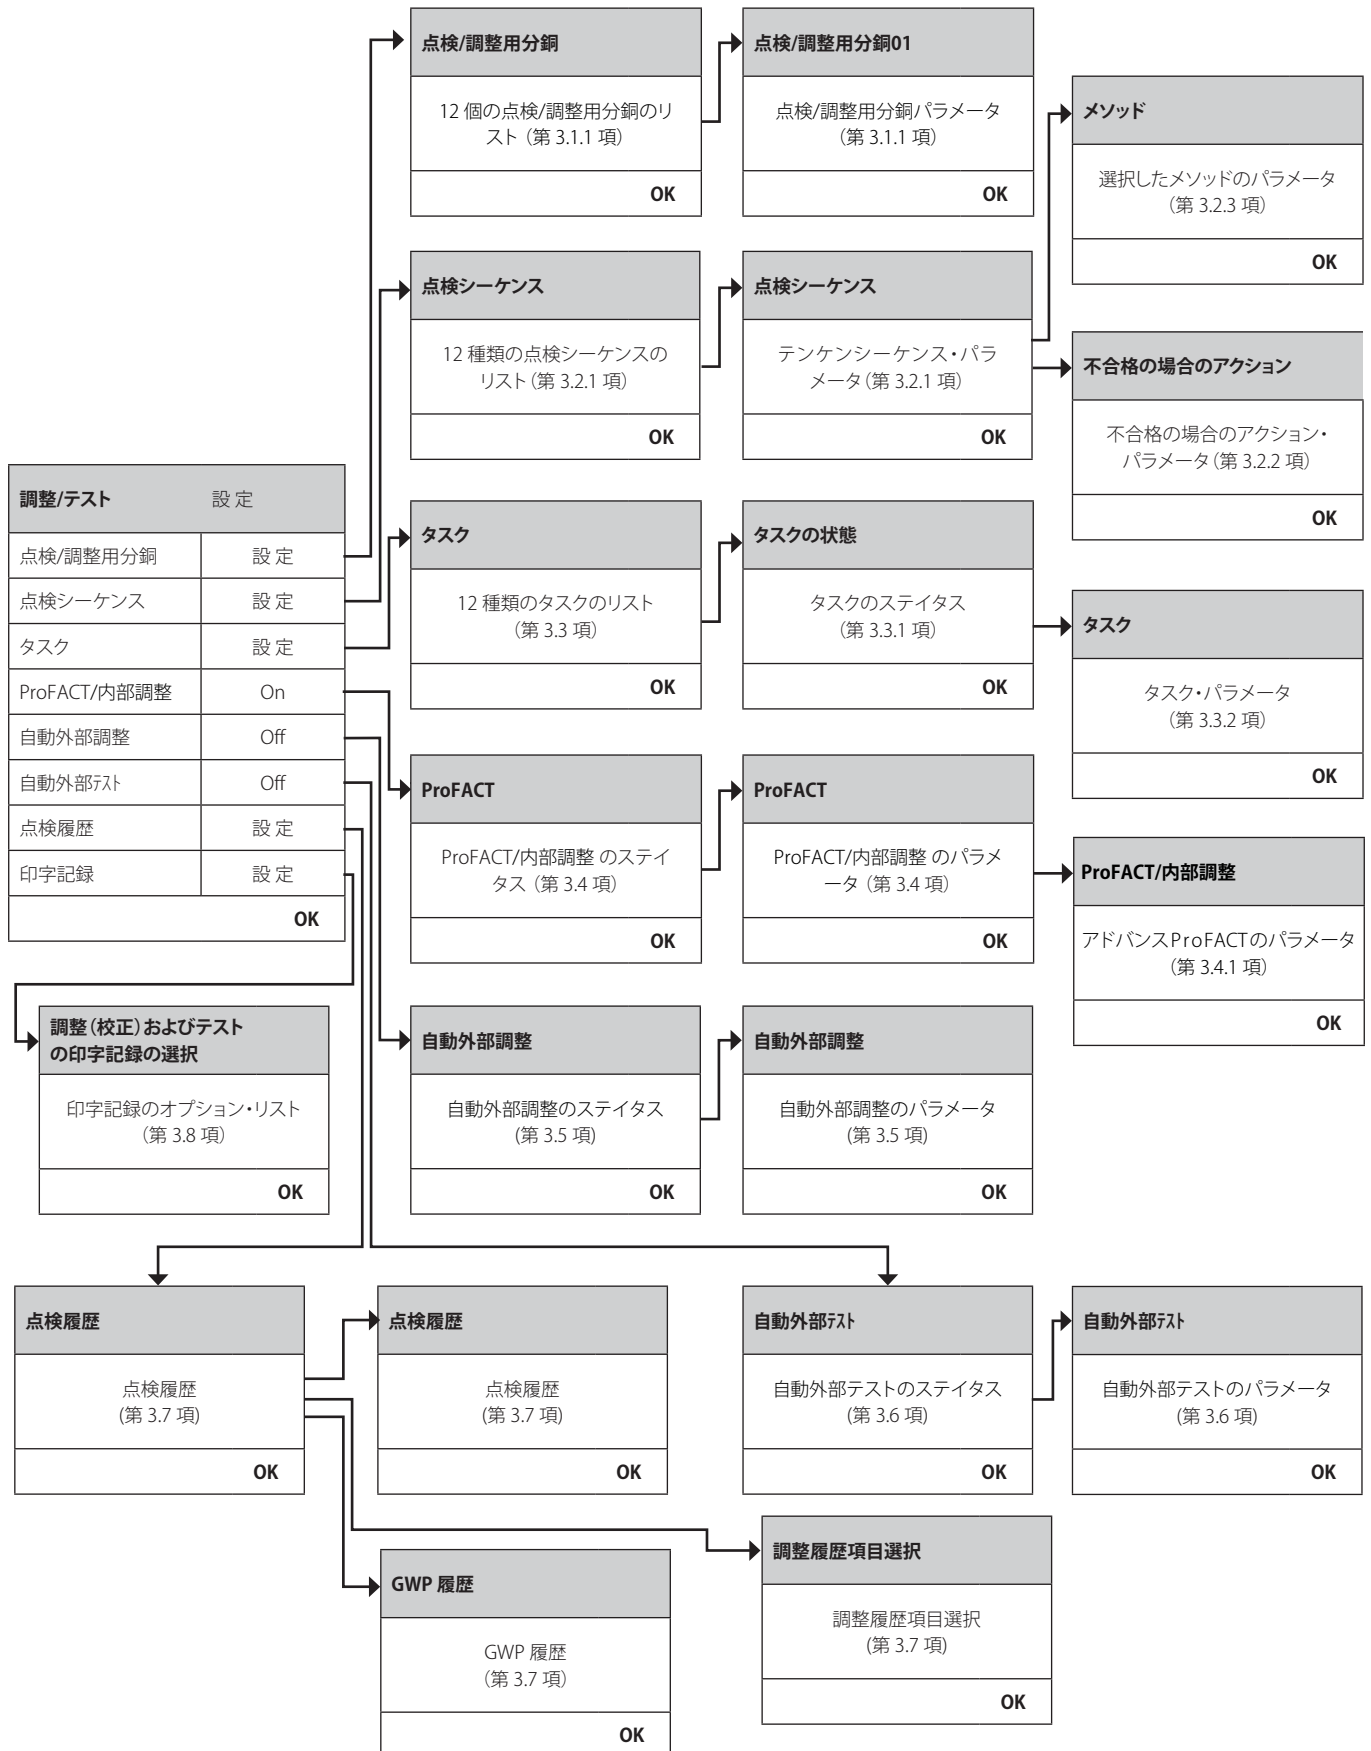 点検/調整用分銅
12 個の点検/調整用分銅のリ
スト（第 3.1.1 項）
OK
点検/調整用分銅01
点検/調整用分銅パラメータ
（第 3.1.1 項）
OK
メソッド
選択したメソッドのパラメータ
（第 3.2.3 項）
OK
点検シーケンス
12 種類の点検シーケンスの
リスト（第 3.2.1 項）
OK
点検シーケンス
テンケンシーケンス・パラ
メータ（第 3.2.1 項）
OK
不合格の場合のアクション
不合格の場合のアクション・
パラメータ（第 3.2.2 項）
OK
調整/テスト 設 定
点検/調整用分銅 設 定
点検シーケンス 設 定
タスク 設 定
ProFACT/内部調整 On
自動外部調整 Off
自動外部ﾃｽﾄ Off
点検履歴 設 定
印字記録 設 定
OK
タスク
12 種類のタスクのリスト
（第 3.3 項）
OK
タスクの状態
タスクのステイタス
（第 3.3.1 項）
OK
タスク
タスク・パラメータ
（第 3.3.2 項）
OK
ProFACT
ProFACT/内部調整 のステイ
タス （第 3.4 項）
OK
ProFACT
ProFACT/内部調整 のパラメ
ータ （第 3.4 項）
OK
ProFACT/内部調整
アドバンスProFACTのパラメータ
（第 3.4.1 項）
OK
調整（校正）およびテスト
の印字記録の選択
印字記録のオプション・リスト
（第 3.8 項）
OK
自動外部調整
自動外部調整のステイタス
(第 3.5 項)
OK
自動外部調整
自動外部調整のパラメータ
(第 3.5 項)
OK
点検履歴
点検履歴
(第 3.7 項)
OK
点検履歴
点検履歴
(第 3.7 項)
OK
自動外部ﾃｽﾄ
自動外部テストのステイタス
(第 3.6 項)
OK
自動外部ﾃｽﾄ
自動外部テストのパラメータ
(第 3.6 項)
OK
GWP 履歴
GWP 履歴
（第 3.7 項）
OK
調整履歴項目選択
調整履歴項目選択
(第 3.7 項)
OK